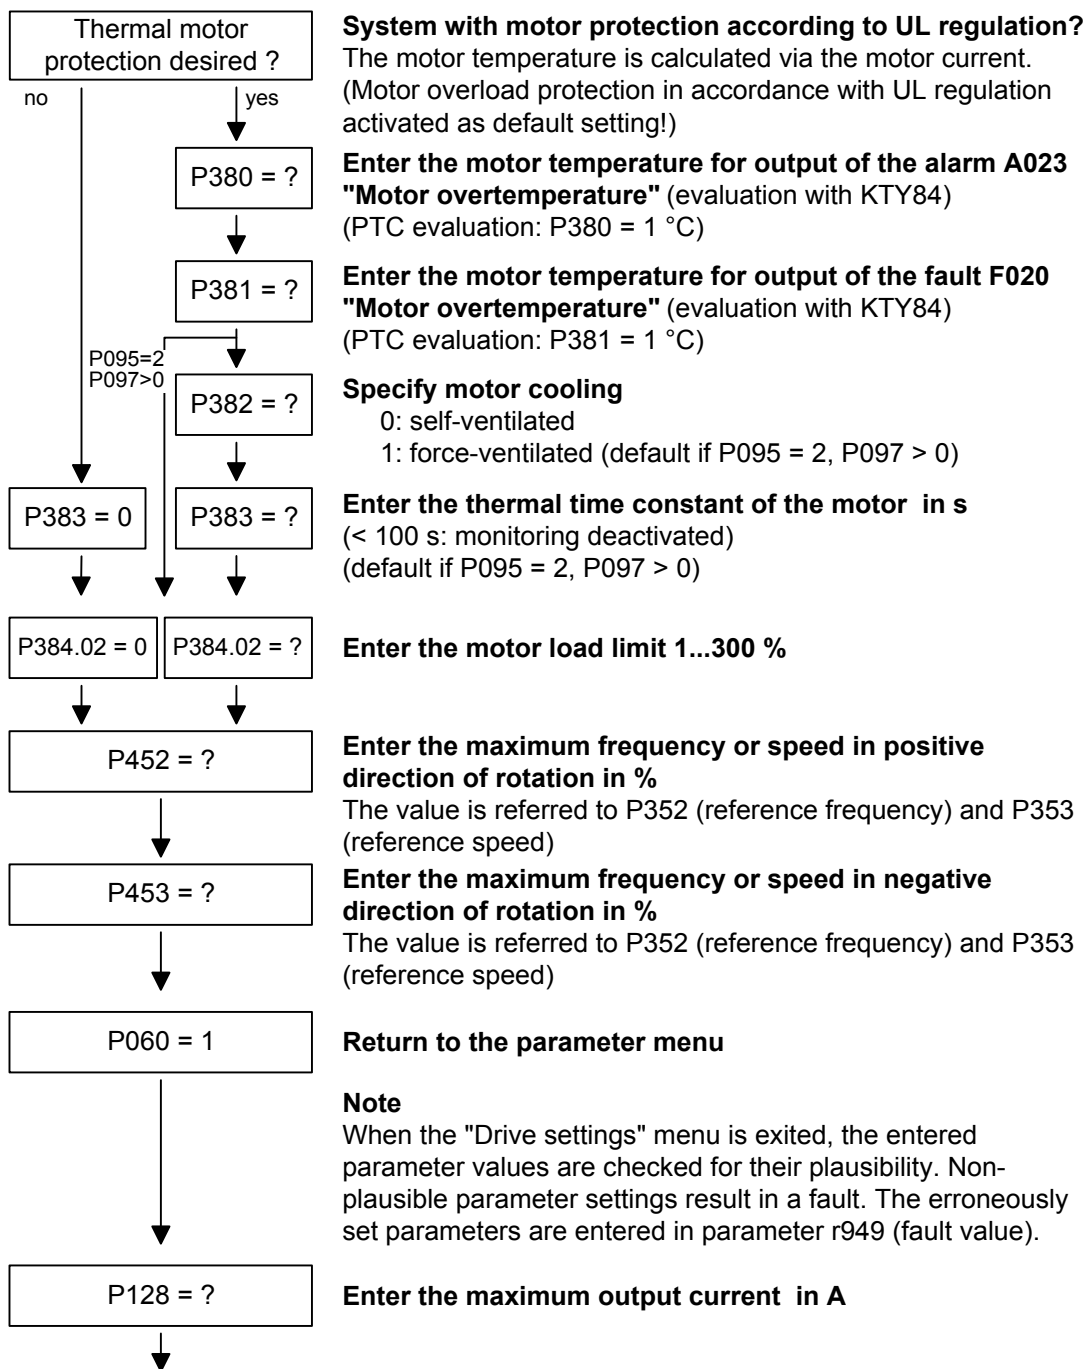 Thermal motor
protection desired ?
no
yes
System with motor protection according to UL regulation?
The motor temperature is calculated via the motor current.
(Motor overload protection in accordance with UL regulation
activated as default setting!)
P380 = ?
Enter the motor temperature for output of the alarm A023
"Motor overtemperature" (evaluation with KTY84)
(PTC evaluation: P380 = 1 °C)
P381 = ?
Enter the motor temperature for output of the fault F020
"Motor overtemperature" (evaluation with KTY84)
(PTC evaluation: P381 = 1 °C)
P095=2
P097>0
P382 = ?
Specify motor cooling
0: self-ventilated
1: force-ventilated (default if P095 = 2, P097 > 0)
P383 = 0
P383 = ?
Enter the thermal time constant of the motor  in s
(< 100 s: monitoring deactivated)
(default if P095 = 2, P097 > 0)
P384.02 = 0
P384.02 = ?
Enter the motor load limit 1...300 %
P452 = ?
Enter the maximum frequency or speed in positive
direction of rotation in %
The value is referred to P352 (reference frequency) and P353
(reference speed)
P453 = ?
Enter the maximum frequency or speed in negative
direction of rotation in %
The value is referred to P352 (reference frequency) and P353
(reference speed)
P060 = 1
Return to the parameter menu
Note
When the "Drive settings" menu is exited, the entered
parameter values are checked for their plausibility. Non-
plausible parameter settings result in a fault. The erroneously
set parameters are entered in parameter r949 (fault value).
P128 = ?
Enter the maximum output current  in A